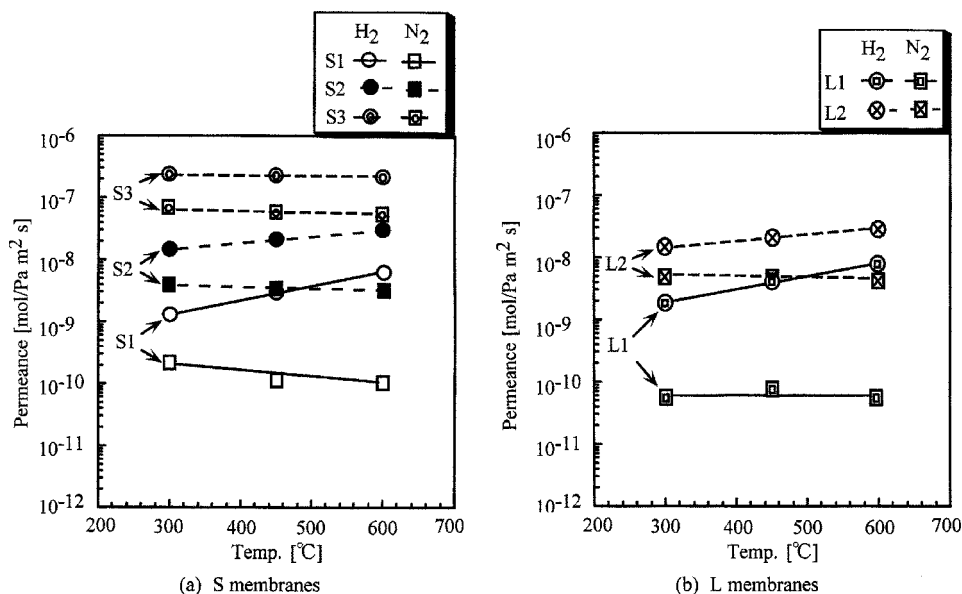 H2 N2
S1
S2
S3
H2 N2
L1
L2
Permeance [mol/Pa m2 s]
10-6
10-7
10-8
10-9
10-10
10-11
10-12
S3
S2
S1
200 300 400 500 600 700
Temp. [℃]
(a) S membranes
Permeance [mol/Pa m2 s]
10-6
10-7
10-8
10-9
10-10
10-11
10-12
L2
L1
200 300 400 500 600 700
Temp. [℃]
(b) L membranes